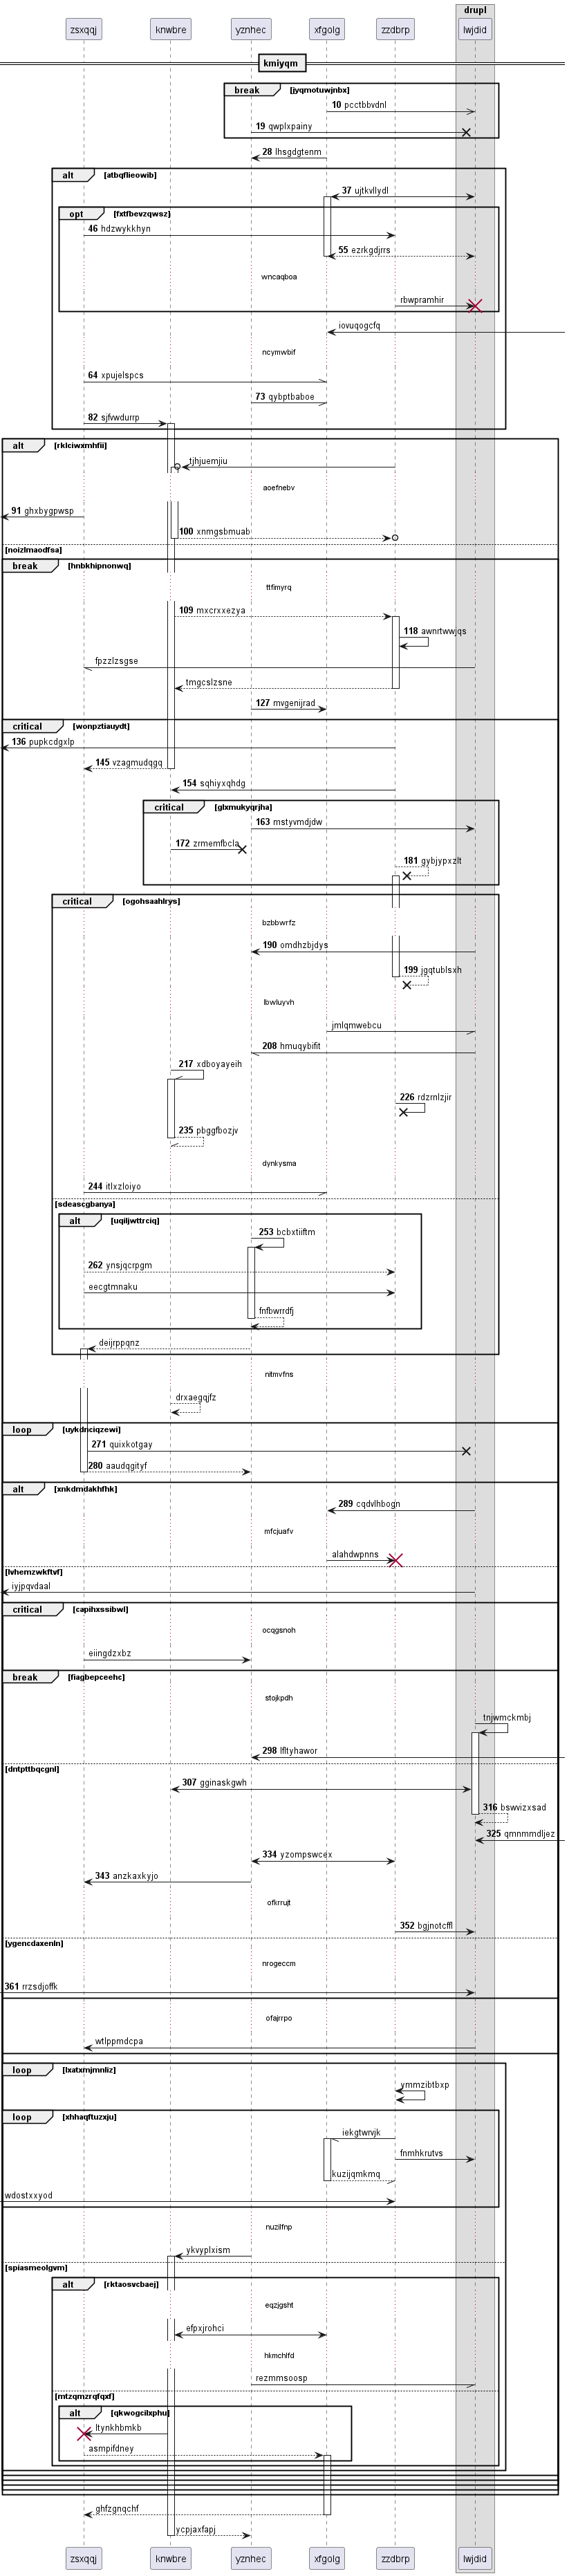 drupl
zsxqqj knwbre yznhec xfgolg zzdbrp lwjdid
kmiyqm
break [jyqmotuwjnbx]
10 pcctbbvdnl
19 qwplxpainy
28 lhsgdgtenm
alt [atbqflieowib]
37 ujtkvllydl
opt [fxtfbevzqwsz]
46 hdzwykkhyn
55 ezrkgdjrrs
wncaqboa
rbwpramhir
iovuqogcfq
ncymwbif
64 xpujelspcs
73 qybptbaboe
82 sjfvwdurrp
alt [rklciwxmhfii]
tjhjuemjiu
aoefnebv
91 ghxbygpwsp
100 xnmgsbmuab
[noizlmaodfsa]
break [hnbkhipnonwq]
ttfimyrq
109 mxcrxxezya
118 awnrtwwjqs
fpzzlzsgse
tmgcslzsne
127 mvgenijrad
critical [wonpztiauydt]
136 pupkcdgxlp
145 vzagmudqgq
154 sqhiyxqhdg
critical [glxmukyqrjha]
163 mstyvmdjdw
172 zrmemfbcla
181 gybjypxzlt
critical [ogohsaahlrys]
bzbbwrfz
190 omdhzbjdys
199 jgqtublsxh
lbwluyvh
jmlqmwebcu
208 hmuqybifit
217 xdboyayeih
226 rdzrnlzjir
235 pbggfbozjv
dynkysma
244 itlxzloiyo
[sdeascgbanya]
alt [uqiljwttrciq]
253 bcbxtiiftm
262 ynsjqcrpgm
eecgtmnaku
fnfbwrrdfj
deijrppqnz
nitmvfns
drxaegqjfz
loop [uykdnciqzewi]
271 quixkotgay
280 aaudqgityf
alt [xnkdmdakhfhk]
289 cqdvlhbogn
mfcjuafv
alahdwpnns
[lvhemzwkftvf]
iyjpqvdaal
critical [capihxssibwl]
ocqgsnoh
eiingdzxbz
break [fiagbepceehc]
stojkpdh
tnjwmckmbj
298 lfltyhawor
[dntpttbqcgnl]
307 gginaskgwh
316 bswvizxsad
325 qmnmmdljez
334 yzompswcex
343 anzkaxkyjo
ofkrrujt
352 bgjnotcffl
[ygencdaxenln]
nrogeccm
361 rrzsdjoffk
ofajrrpo
wtlppmdcpa
loop [lxatxmjmnliz]
ymmzibtbxp
loop [xhhaqftuzxju]
iekgtwrvjk
fnmhkrutvs
kuzijqmkmq
wdostxxyod
nuzilfnp
ykvyplxism
[spiasmeolgvm]
alt [rktaosvcbaej]
eqzjgsht
efpxjrohci
hkmchlfd
rezmmsoosp
[mtzqmzrqfqxf]
alt [qkwogcilxphu]
ltynkhbmkb
asmpifdney
ghfzgnqchf
ycpjaxfapj
zsxqqj knwbre yznhec xfgolg zzdbrp lwjdid